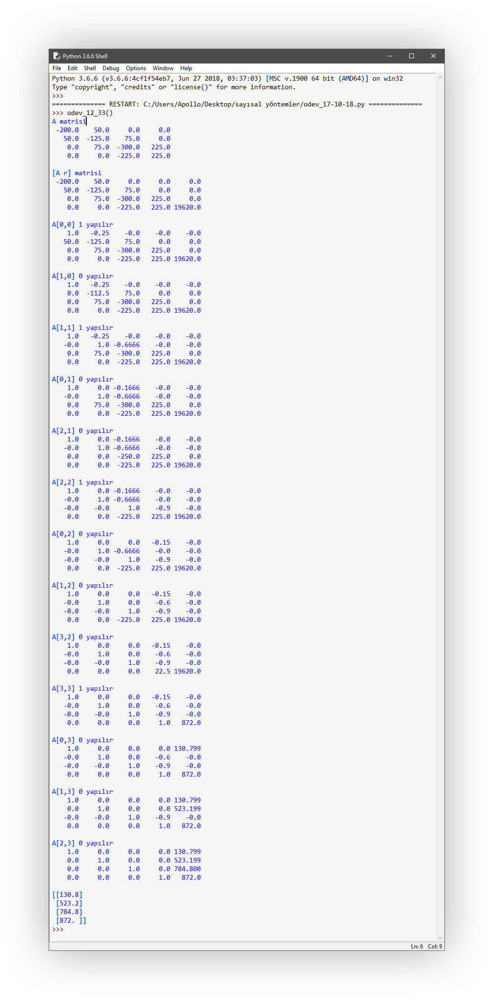 Python 3.6.6 Shell
File Edit Shell Debug Options Window Help
Python 3.6.6 (v3.6.6:4cf1f54eb7, Jun 27 2018, 03:37:03) [MSC v.1900 64 bit (AMD64)] on win32
Type "copyright", "credits" or "license()" for more information.
>>>
============== RESTART: C:/Users/Apollo/Desktop/sayısal yöntemler/odev_17-10-18.py ==============
>>> odev_12_33()
A matrisi
-200.0 50.0 0.0 0.0
50.0 -125.0 75.0 0.0
0.0 75.0 -300.0 225.0
0.0 0.0 -225.0 225.0
[A r] matrisi
-200.0 50.0 0.0 0.0 0.0
50.0 -125.0 75.0 0.0 0.0
0.0 75.0 -300.0 225.0 0.0
0.0 0.0 -225.0 225.0 19620.0
A[0,0] 1 yapılır
1.0 -0.25 -0.0 -0.0 -0.0
50.0 -125.0 75.0 0.0 0.0
0.0 75.0 -300.0 225.0 0.0
0.0 0.0 -225.0 225.0 19620.0
A[1,0] 0 yapılır
1.0 -0.25 -0.0 -0.0 -0.0
0.0 -112.5 75.0 0.0 0.0
0.0 75.0 -300.0 225.0 0.0
0.0 0.0 -225.0 225.0 19620.0
A[1,1] 1 yapılır
1.0 -0.25 -0.0 -0.0 -0.0
-0.0 1.0 -0.6666 -0.0 -0.0
0.0 75.0 -300.0 225.0 0.0
0.0 0.0 -225.0 225.0 19620.0
A[0,1] 0 yapılır
1.0 0.0 -0.1666 -0.0 -0.0
-0.0 1.0 -0.6666 -0.0 -0.0
0.0 75.0 -300.0 225.0 0.0
0.0 0.0 -225.0 225.0 19620.0
A[2,1] 0 yapılır
1.0 0.0 -0.1666 -0.0 -0.0
-0.0 1.0 -0.6666 -0.0 -0.0
0.0 0.0 -250.0 225.0 0.0
0.0 0.0 -225.0 225.0 19620.0
A[2,2] 1 yapılır
1.0 0.0 -0.1666 -0.0 -0.0
-0.0 1.0 -0.6666 -0.0 -0.0
-0.0 -0.0 1.0 -0.9 -0.0
0.0 0.0 -225.0 225.0 19620.0
A[0,2] 0 yapılır
1.0 0.0 0.0 -0.15 -0.0
-0.0 1.0 -0.6666 -0.0 -0.0
-0.0 -0.0 1.0 -0.9 -0.0
0.0 0.0 -225.0 225.0 19620.0
A[1,2] 0 yapılır
1.0 0.0 0.0 -0.15 -0.0
-0.0 1.0 0.0 -0.6 -0.0
-0.0 -0.0 1.0 -0.9 -0.0
0.0 0.0 -225.0 225.0 19620.0
A[3,2] 0 yapılır
1.0 0.0 0.0 -0.15 -0.0
-0.0 1.0 0.0 -0.6 -0.0
-0.0 -0.0 1.0 -0.9 -0.0
0.0 0.0 0.0 22.5 19620.0
A[3,3] 1 yapılır
1.0 0.0 0.0 -0.15 -0.0
-0.0 1.0 0.0 -0.6 -0.0
-0.0 -0.0 1.0 -0.9 -0.0
0.0 0.0 0.0 1.0 872.0
A[0,3] 0 yapılır
1.0 0.0 0.0 0.0 130.799
-0.0 1.0 0.0 -0.6 -0.0
-0.0 -0.0 1.0 -0.9 -0.0
0.0 0.0 0.0 1.0 872.0
A[1,3] 0 yapılır
1.0 0.0 0.0 0.0 130.799
0.0 1.0 0.0 0.0 523.199
-0.0 -0.0 1.0 -0.9 -0.0
0.0 0.0 0.0 1.0 872.0
A[2,3] 0 yapılır
1.0 0.0 0.0 0.0 130.799
0.0 1.0 0.0 0.0 523.199
0.0 0.0 1.0 0.0 784.800
0.0 0.0 0.0 1.0 872.0
[[130.8]
[523.2]
[784.8]
[872. ]]
>>>
Ln: 6 Col: 9